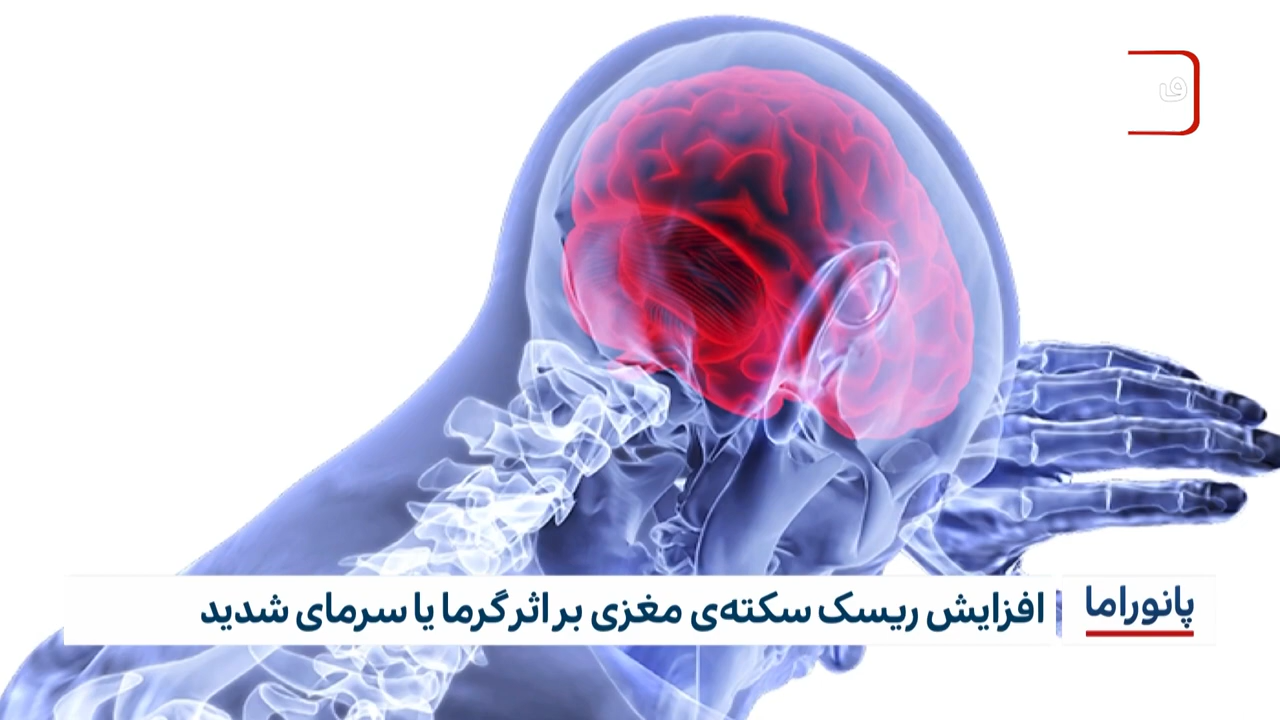 پانوراما
افزایش ریسک سکته‌ی مغزی بر اثر گرما یا سرمای شدید